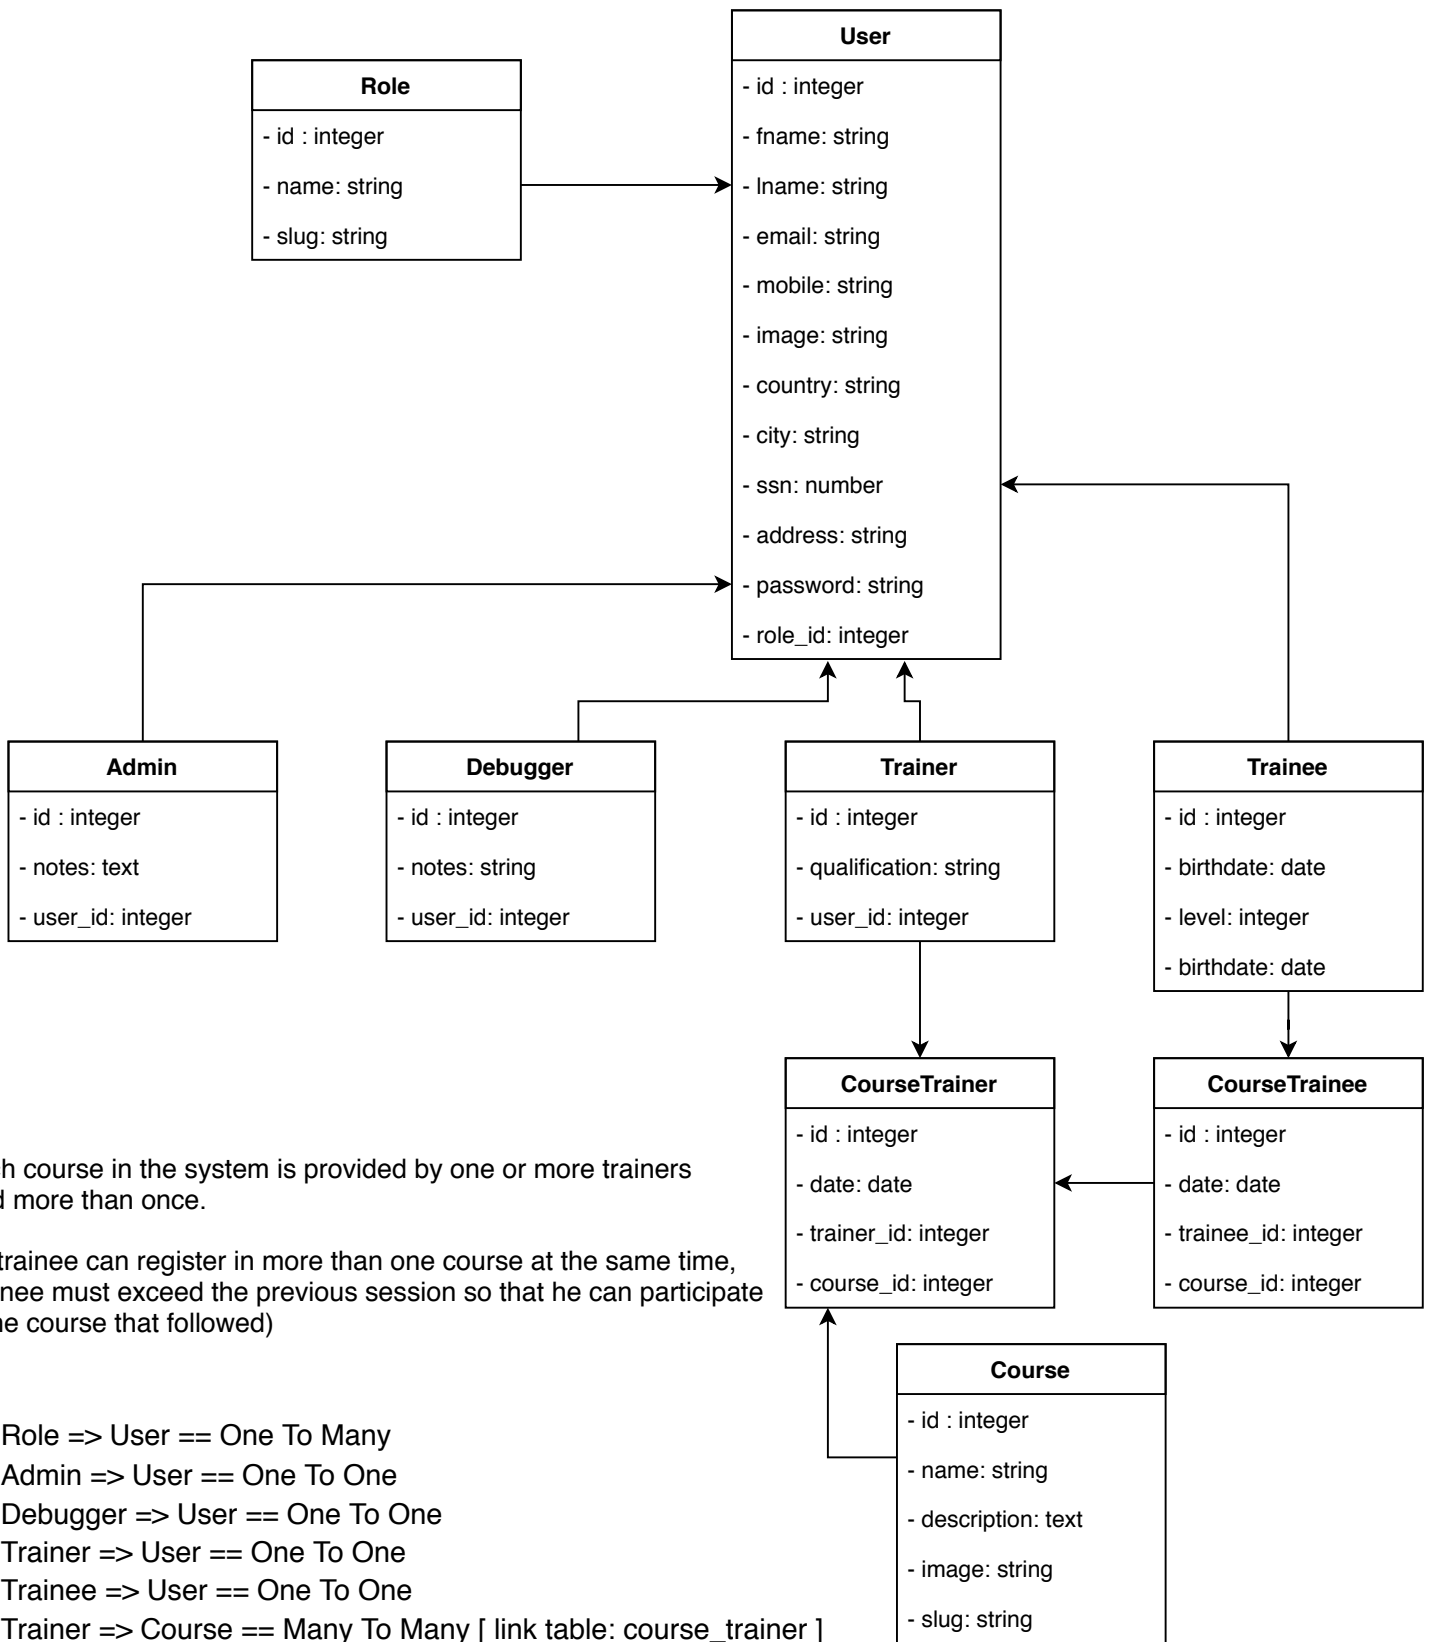 User
- id : integer
- fname: string
- lname: string
- email: string
- mobile: string
- image: string
- country: string
- city: string
- ssn: number
- address: string
- password: string
- role_id: integer
Role
- id : integer
- name: string
- slug: string
Admin
- id : integer
- notes: text
- user_id: integer
Debugger
- id : integer
- notes: string
- user_id: integer
Trainer
- id : integer
- qualification: string
- user_id: integer
Trainee
- id : integer
- birthdate: date
- level: integer
- birthdate: date
CourseTrainer
- id : integer
- date: date
- trainer_id: integer
- course_id: integer
CourseTrainee
- id : integer
- date: date
- trainee_id: integer
- course_id: integer
course in the system is provided by one or more trainers
more than once.
trainee can register in more than one course at the same time,
must exceed the previous session so that he can participate
course that followed)
Course
- id : integer
- name: string
- description: text
- image: string
- slug: string
Role => User == One To Many
Admin => User == One To One
Debugger => User == One To One
Trainer => User == One To One
Trainee => User == One To One
Trainer => Course == Many To Many [ link table: course_trainer ]